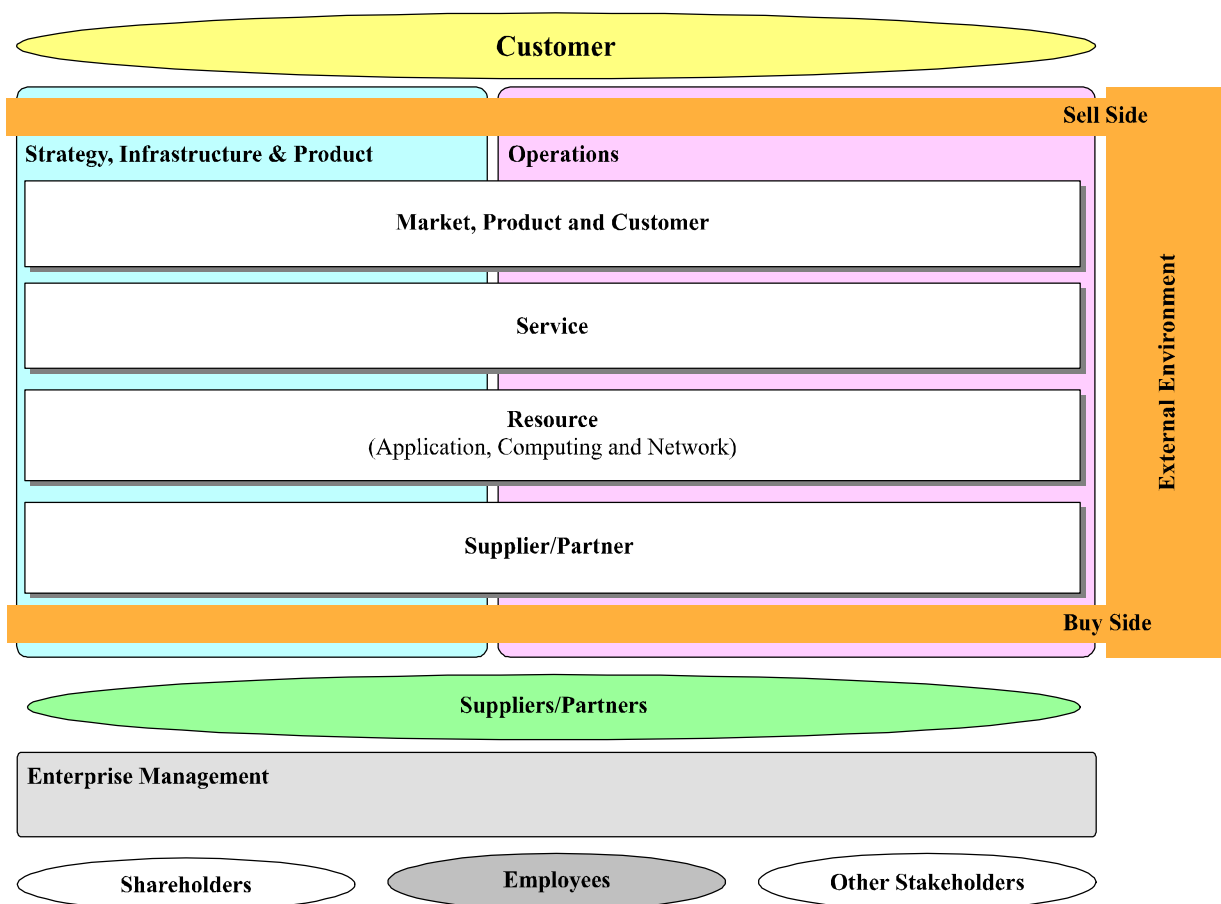 Customer
Sell Side
Strategy, Infrastructure & Product
Operations
Market, Product and Customer
Service
Resource
(Application, Computing and Network)
Supplier/Partner
External Environment
Buy Side
Suppliers/Partners
Enterprise Management
Shareholders
Employees
Other Stakeholders